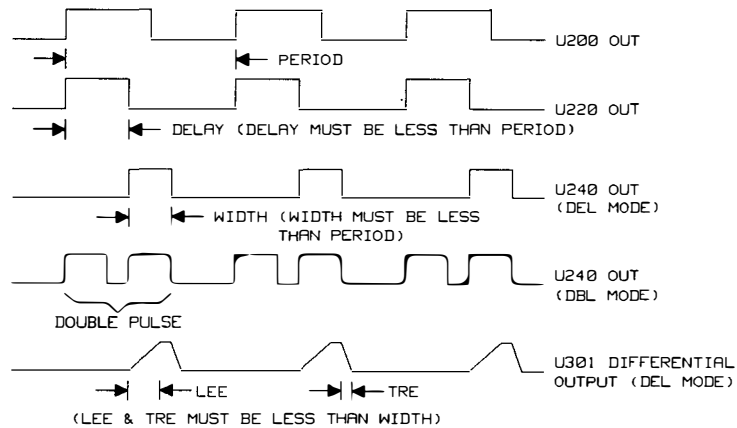 U200 OUT
PERIOD
U220 OUT
DELAY (DELAY MUST BE LESS THAN PERIOD)
U240 OUT
(DEL MODE)
WIDTH (WIDTH MUST BE LESS
THAN PERIOD)
U240 OUT
(DBL MODE)
DOUBLE PULSE
U301 DIFFERENTIAL
OUTPUT (DEL MODE)
LEE
TRE
(LEE & TRE MUST BE LESS THAN WIDTH)